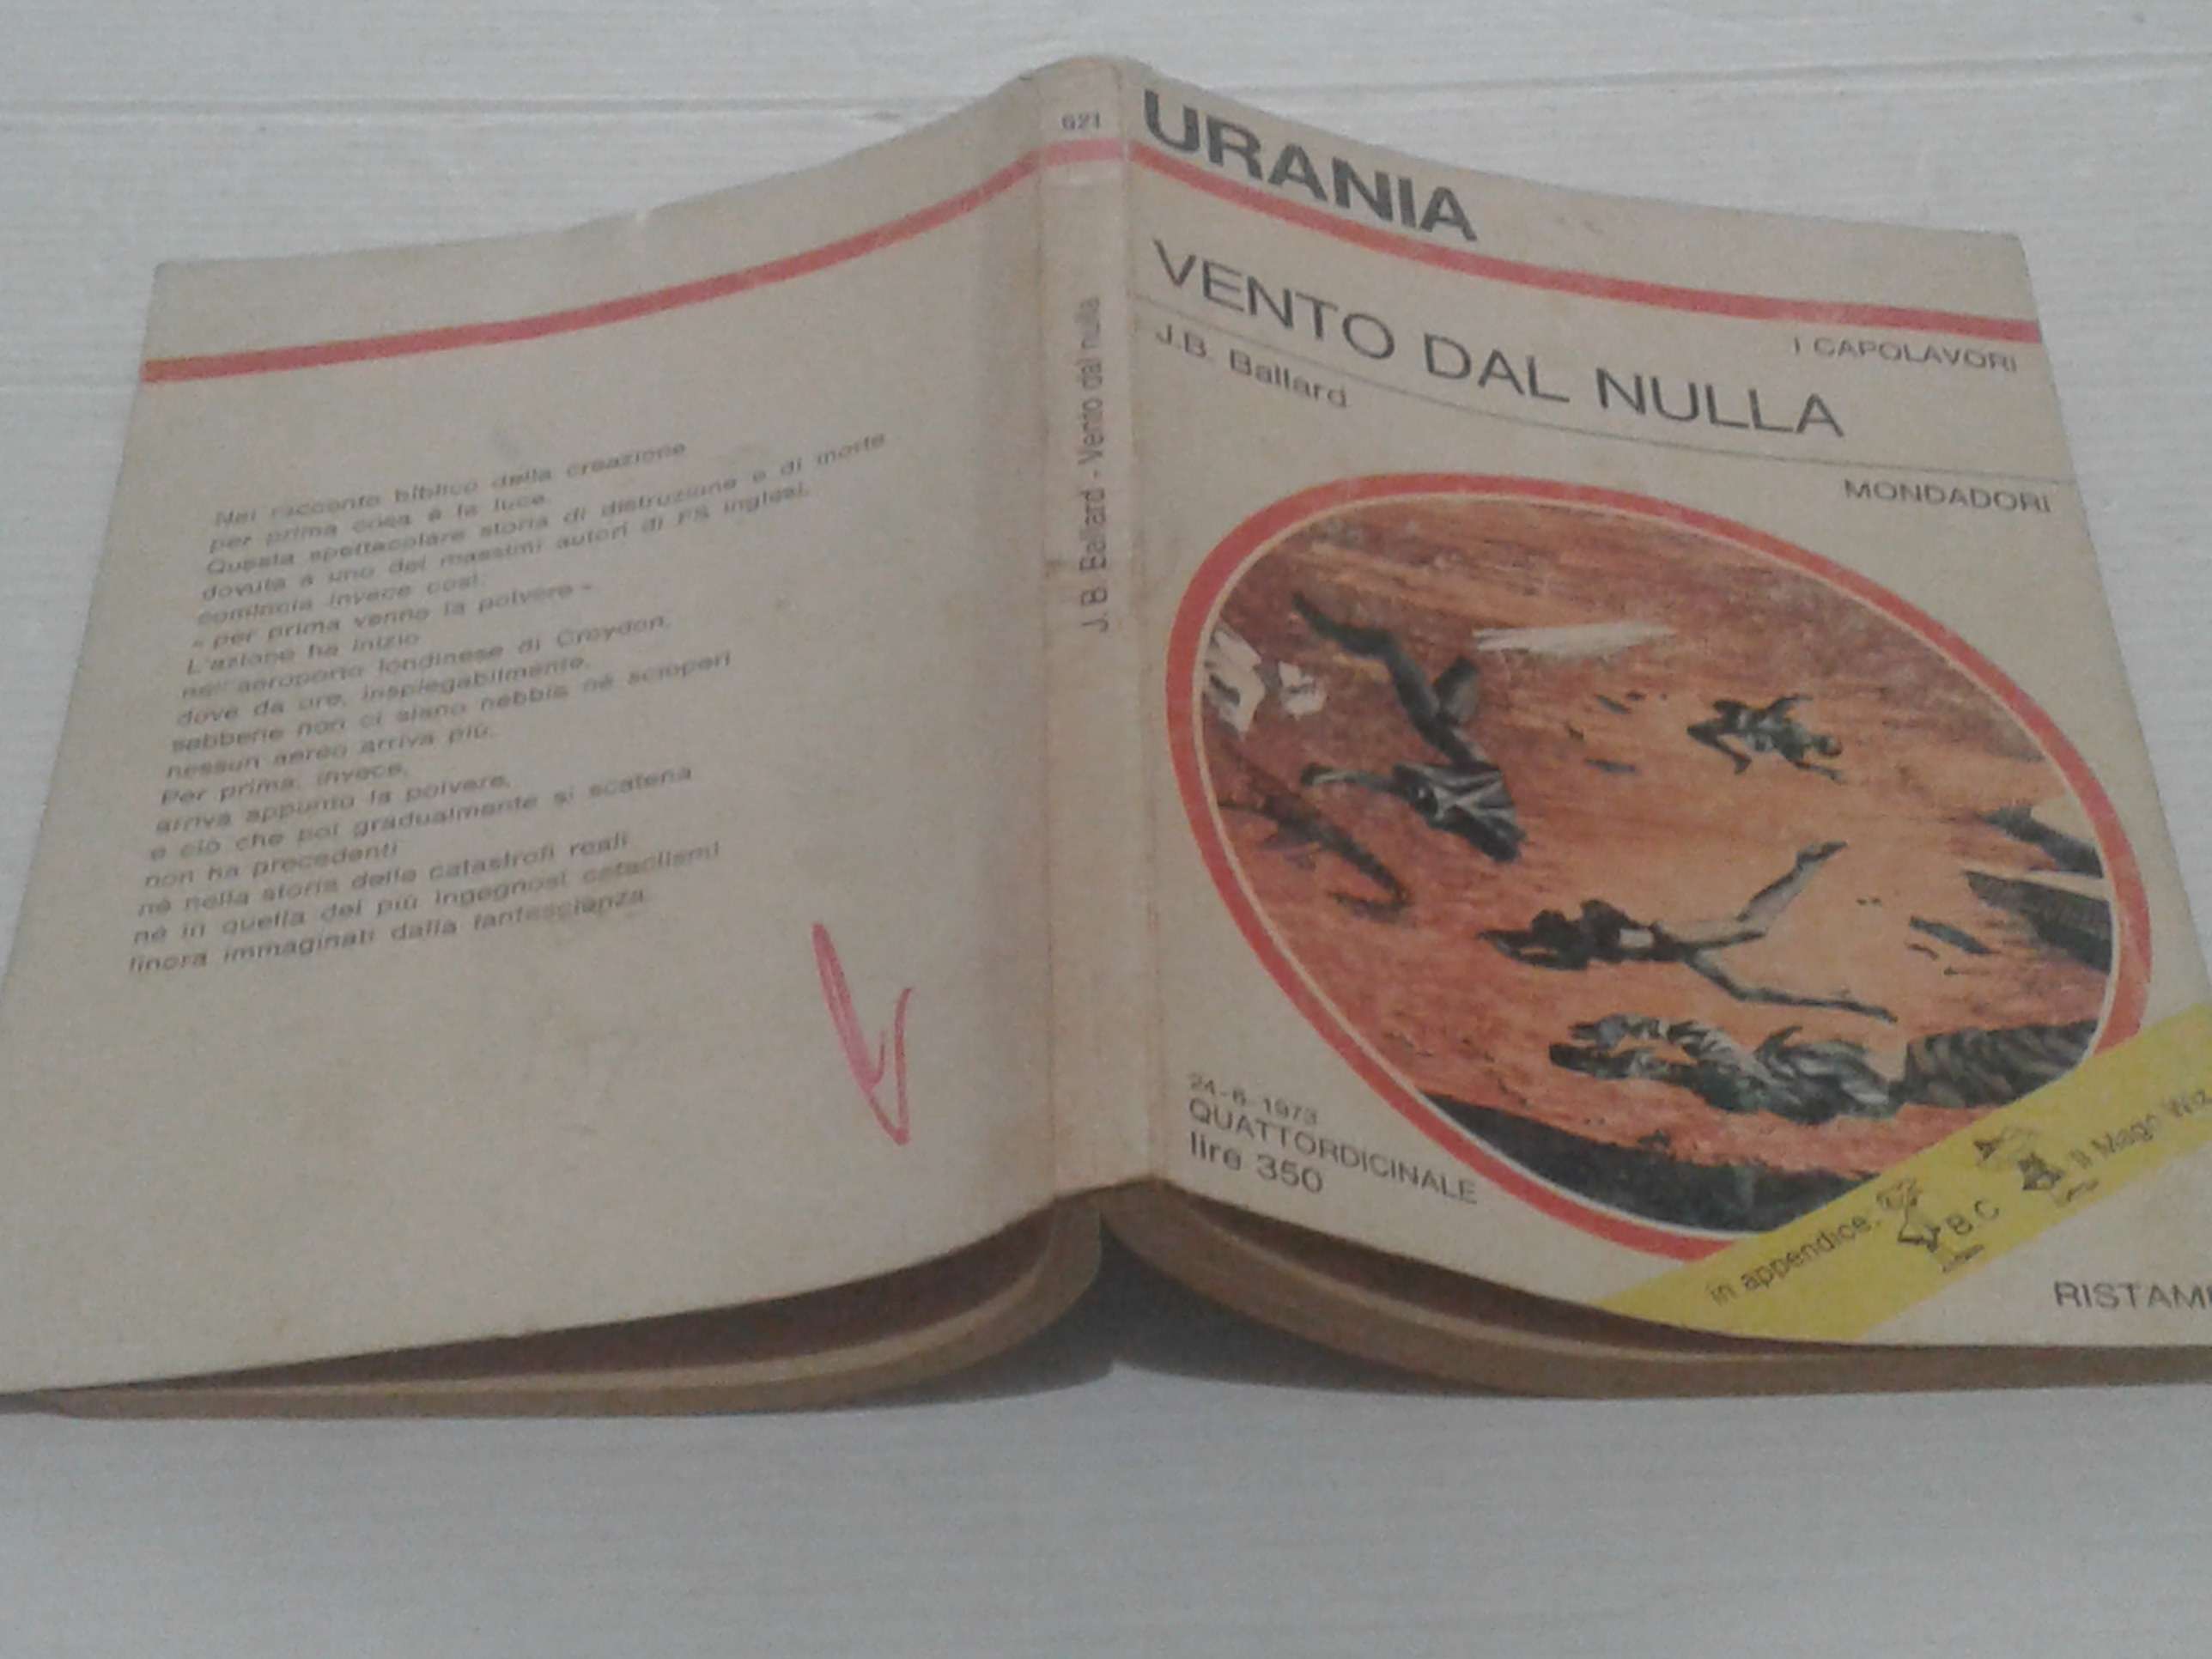 Nel racconto biblico della creazione
per prima cosa è la luce.
Questa spettacolare storia di distruzione e di morte
dovuta a uno dei massimi autori di FS inglesi,
comincia invece così:
« per prima venne la polvere »
L'azione ha inizio
nell'aeroporto londinese di Croydon,
dove da ore, inspiegabilmente,
sebbene non ci siano nebbia né scioperi
nessun aereo arriva più.
Per prima, invece,
arriva appunto la polvere,
e ciò che poi gradualmente si scatena
non ha precedenti
né nella storia delle catastrofi reali
né in quella dei più ingegnosi cataclismi
finora immaginati dalla fantascienza
621
J. B. Ballard - Vento dal nulla
URANIA
I CAPOLAVORI
VENTO DAL NULLA
J.B. Ballard
MONDADORI
24-6-1973
QUATTORDICINALE
lire 350
in appendice: B.C. Il Mago Wiz
RISTAM